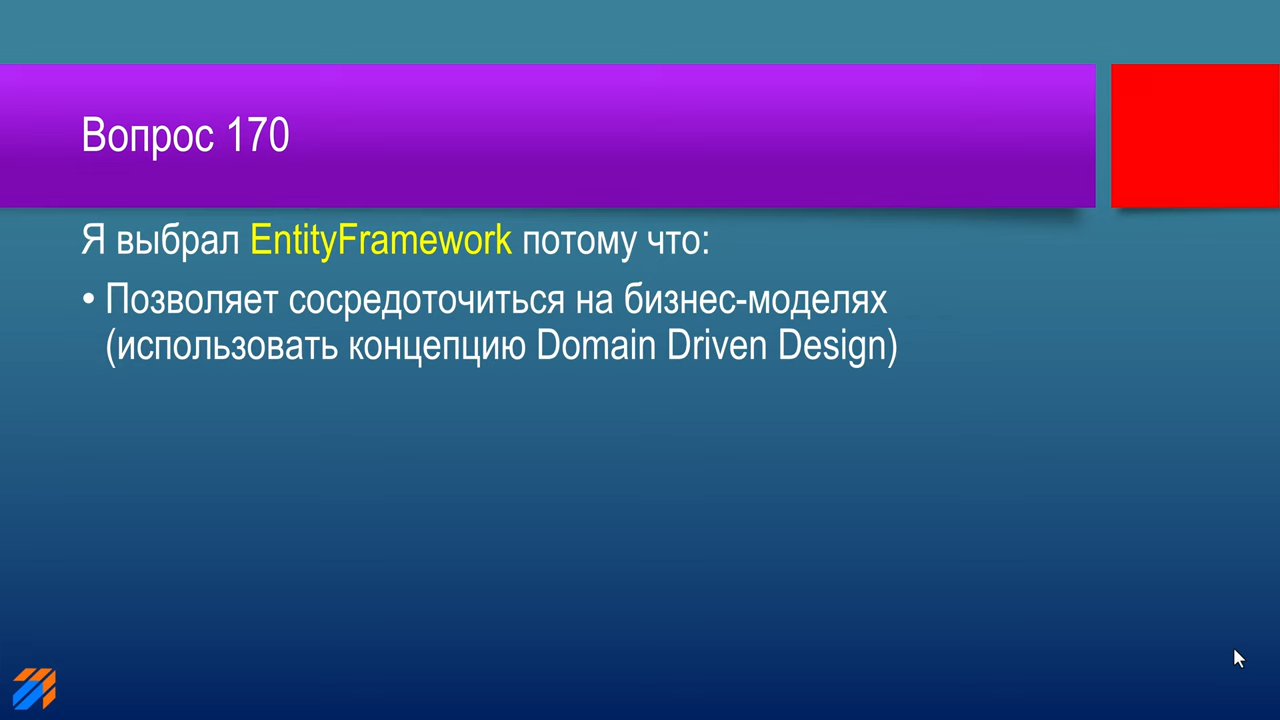 Вопрос 170
Я выбрал EntityFramework потому что:
• Позволяет сосредоточиться на бизнес-моделях
(использовать концепцию Domain Driven Design)